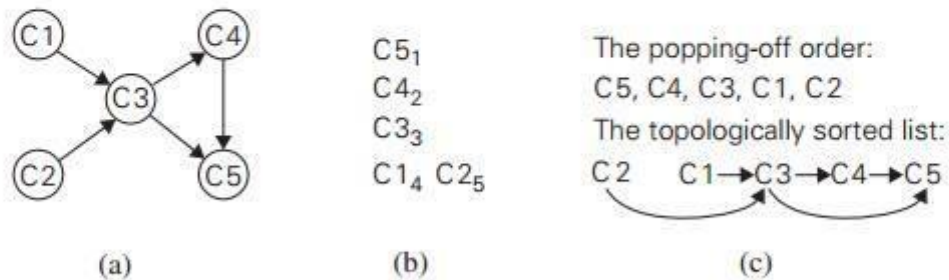 C1
C4
C3
C2
C5
(a)
C5₁
C4₂
C3₃
C1₄ C2₅
(b)
The popping-off order:
C5, C4, C3, C1, C2
The topologically sorted list:
C2 C1 C3 C4 C5
(c)